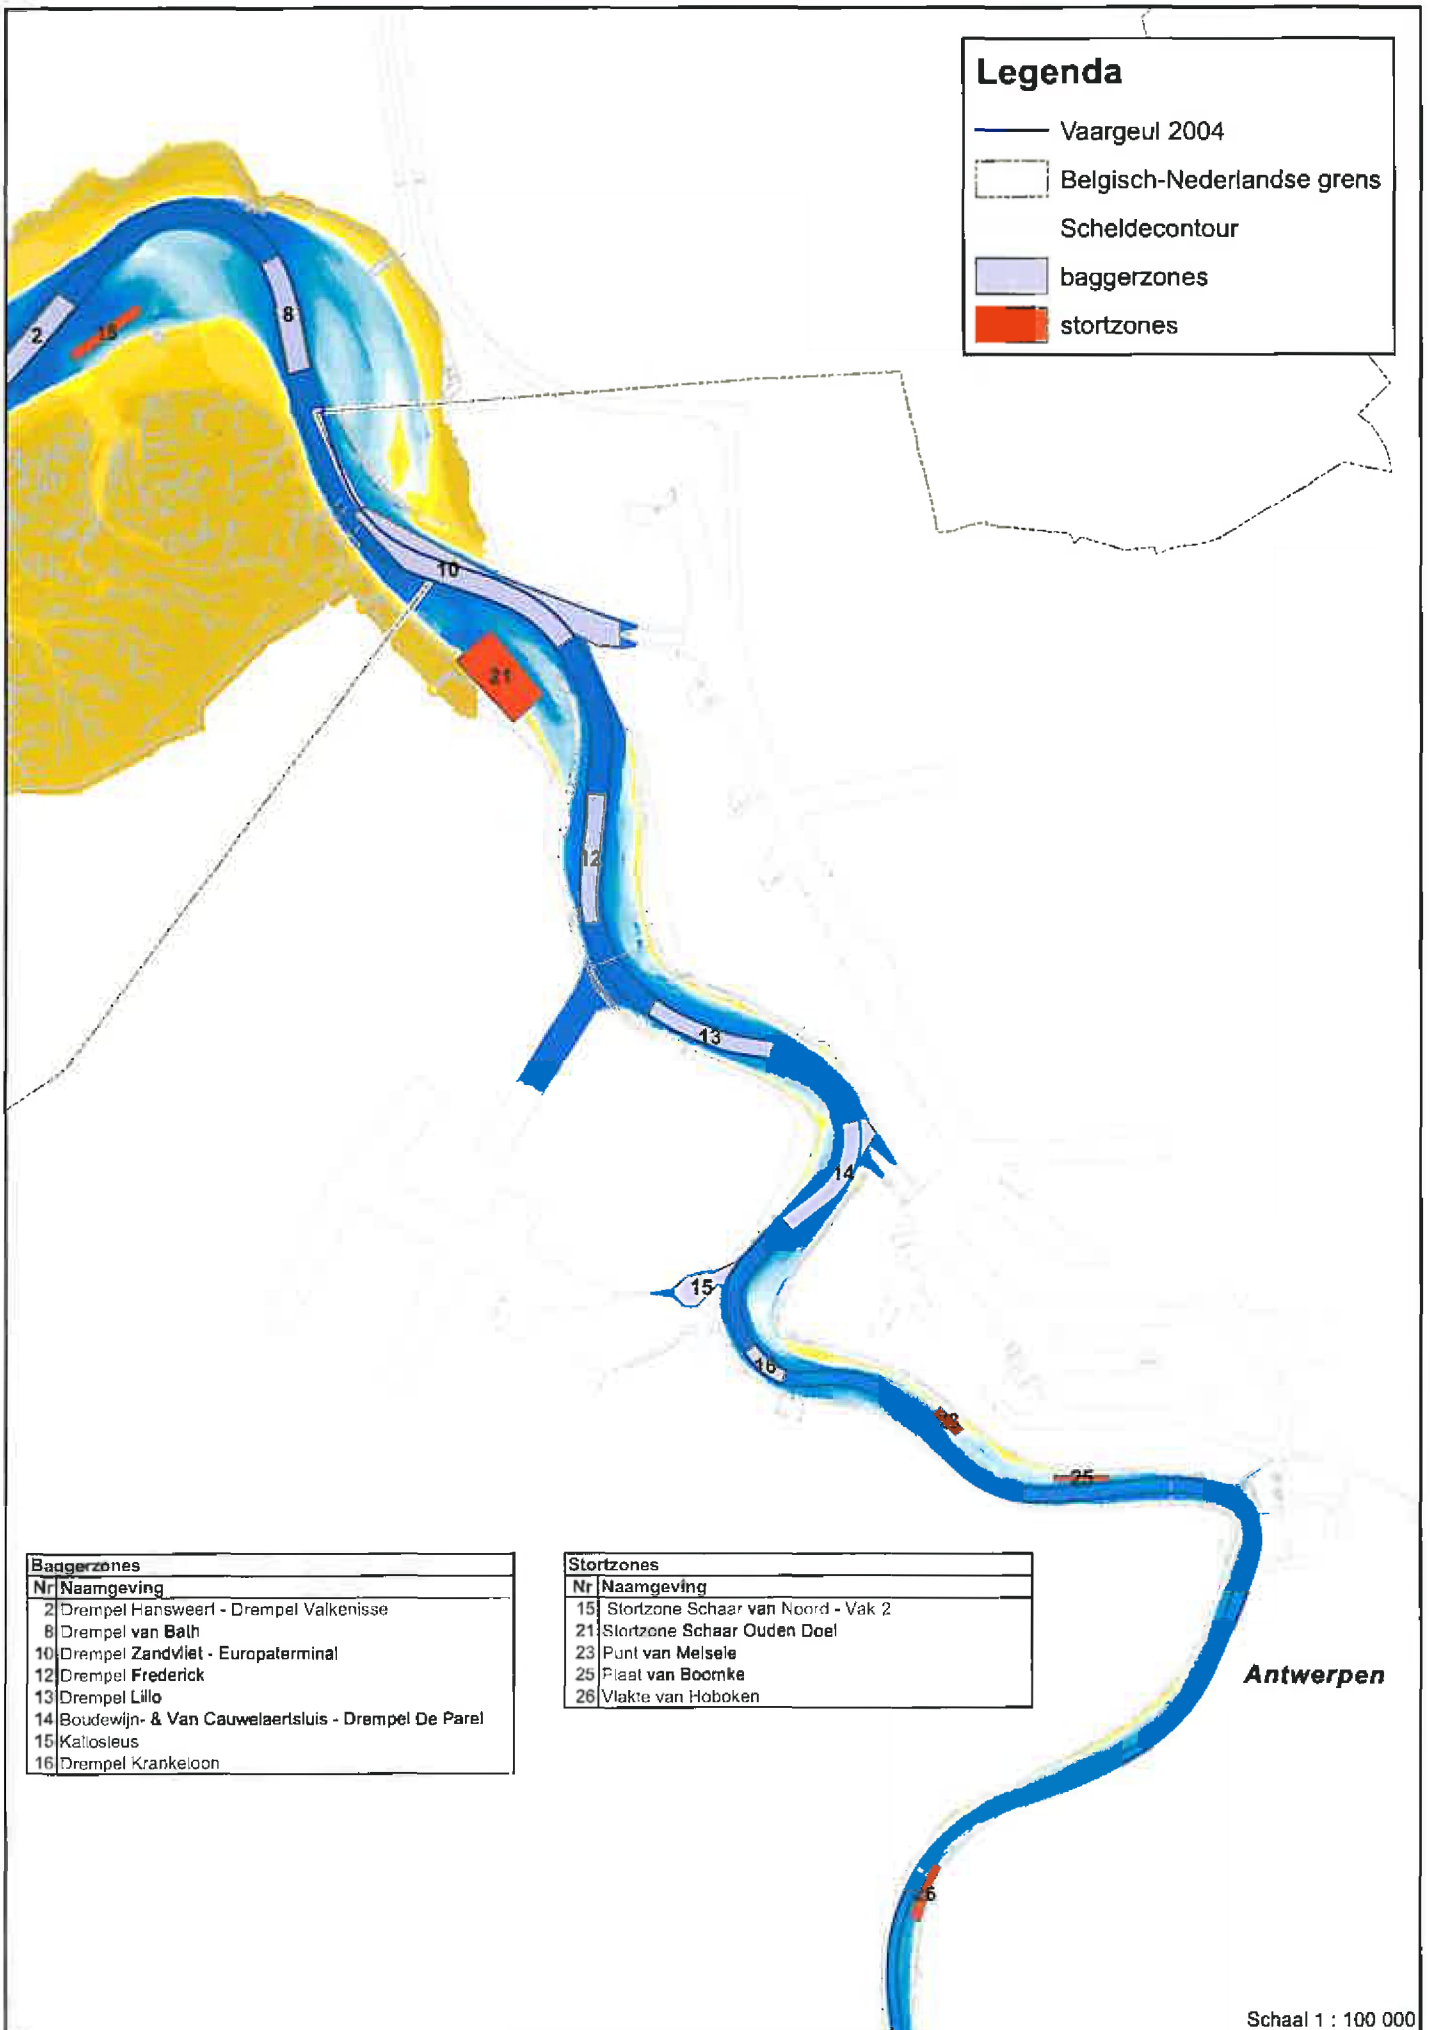 Legenda
Vaargeul 2004
Belgisch-Nederlandse grens
Scheldecontour
baggerzones
stortzones
8
2
15
10
21
12
13
14
15
16
25
Antwerpen
26
Baggerzones
Nr Naamgeving
2 Drempel Hansweert - Drempel Valkenisse
8 Drempel van Bath
10 Drempel Zandvliet - Europaterminal
12 Drempel Frederick
13 Drempel Lillo
14 Boudewijn- & Van Cauwelaertsluis - Drempel De Parel
15 Kallosleus
16 Drempel Krankeloon
Stortzones
Nr Naamgeving
15 Stortzone Schaar van Noord - Vak 2
21 Stortzone Schaar Ouden Doel
23 Punt van Melsele
25 Plaat van Boomke
26 Vlakte van Hoboken
Schaal 1 : 100 000